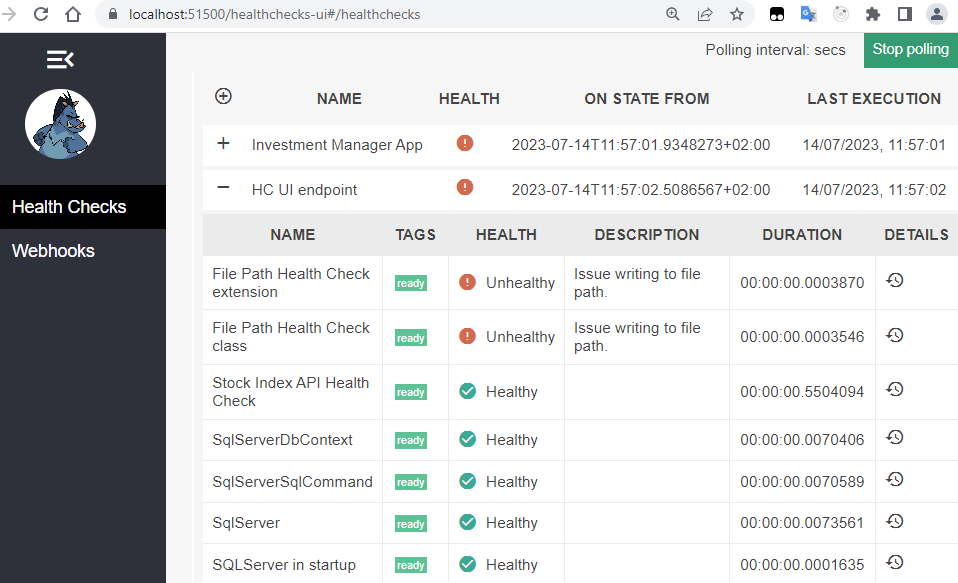 localhost:51500/healthchecks-ui#/healthchecks
Polling interval: secs
Stop polling
Health Checks
Webhooks
NAME HEALTH ON STATE FROM LAST EXECUTION
+ Investment Manager App ! 2023-07-14T11:57:01.9348273+02:00 14/07/2023, 11:57:01
− HC UI endpoint ! 2023-07-14T11:57:02.5086567+02:00 14/07/2023, 11:57:02
NAME TAGS HEALTH DESCRIPTION DURATION DETAILS
File Path Health Check
extension
ready ! Unhealthy
Issue writing to file
path.
00:00:00.0003870
File Path Health Check
class
ready ! Unhealthy
Issue writing to file
path.
00:00:00.0003546
Stock Index API Health
Check
ready Healthy 00:00:00.5504094
SqlServerDbContext ready Healthy 00:00:00.0070406
SqlServerSqlCommand ready Healthy 00:00:00.0070589
SqlServer ready Healthy 00:00:00.0073561
SQLServer in startup ready Healthy 00:00:00.0001635